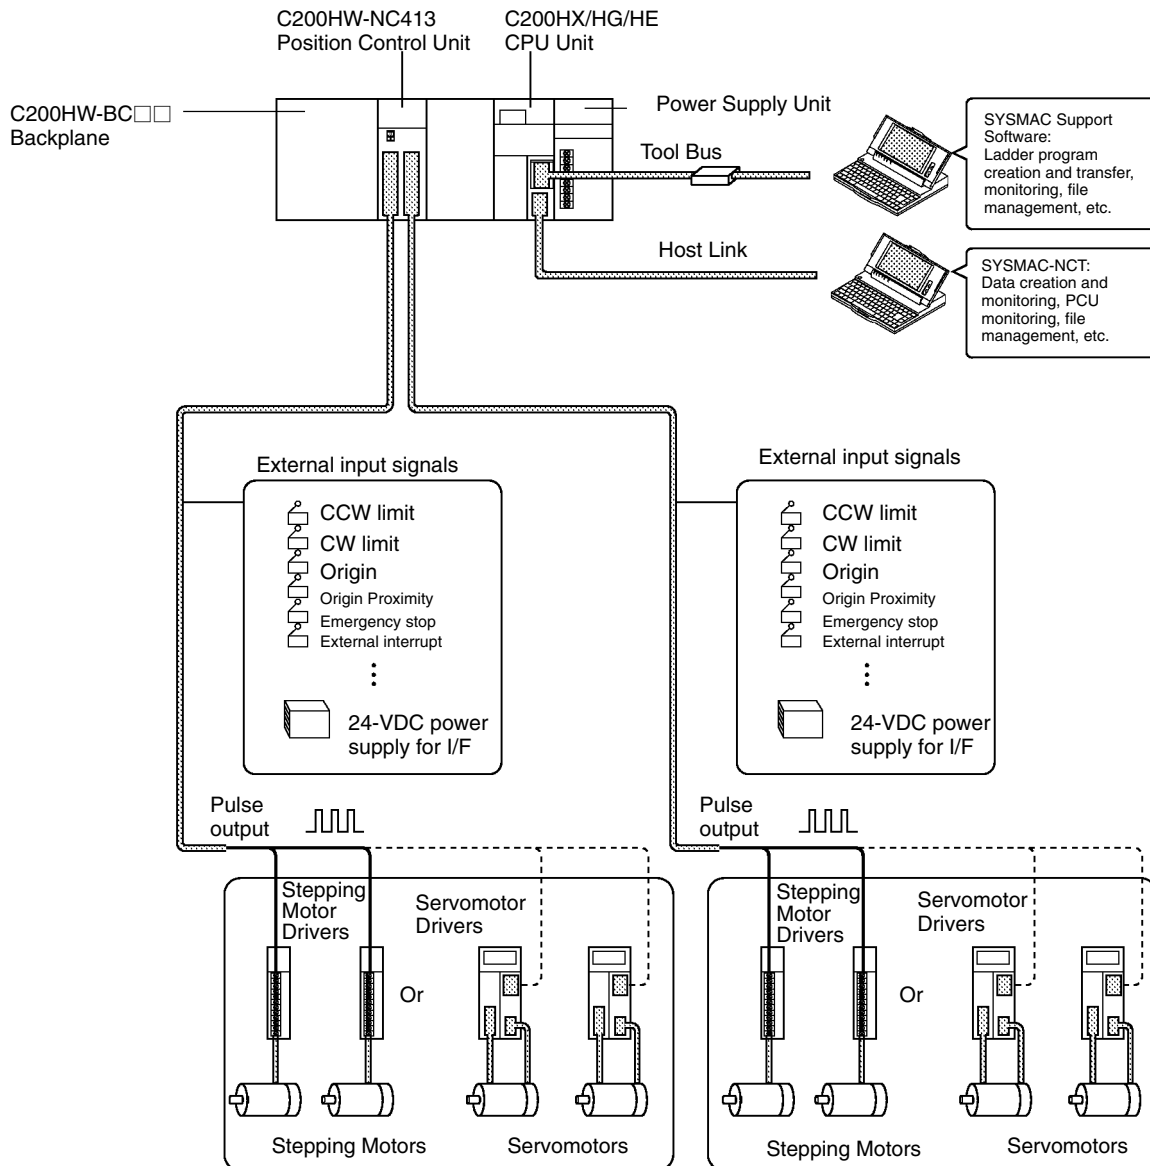 C200HW-NC413
Position Control Unit
C200HX/HG/HE
CPU Unit
C200HW-BC□□
Backplane
Power Supply Unit
Tool Bus
SYSMAC Support
Software:
Ladder program
creation and transfer,
monitoring, file
management, etc.
Host Link
SYSMAC-NCT:
Data creation and
monitoring, PCU
monitoring, file
management, etc.
External input signals
CCW limit
CW limit
Origin
Origin Proximity
Emergency stop
External interrupt
24-VDC power
supply for I/F
External input signals
CCW limit
CW limit
Origin
Origin Proximity
Emergency stop
External interrupt
24-VDC power
supply for I/F
Pulse
output
Stepping
Motor
Drivers
Servomotor
Drivers
Or
Stepping Motors
Servomotors
Pulse
output
Stepping
Motor
Drivers
Servomotor
Drivers
Or
Stepping Motors
Servomotors